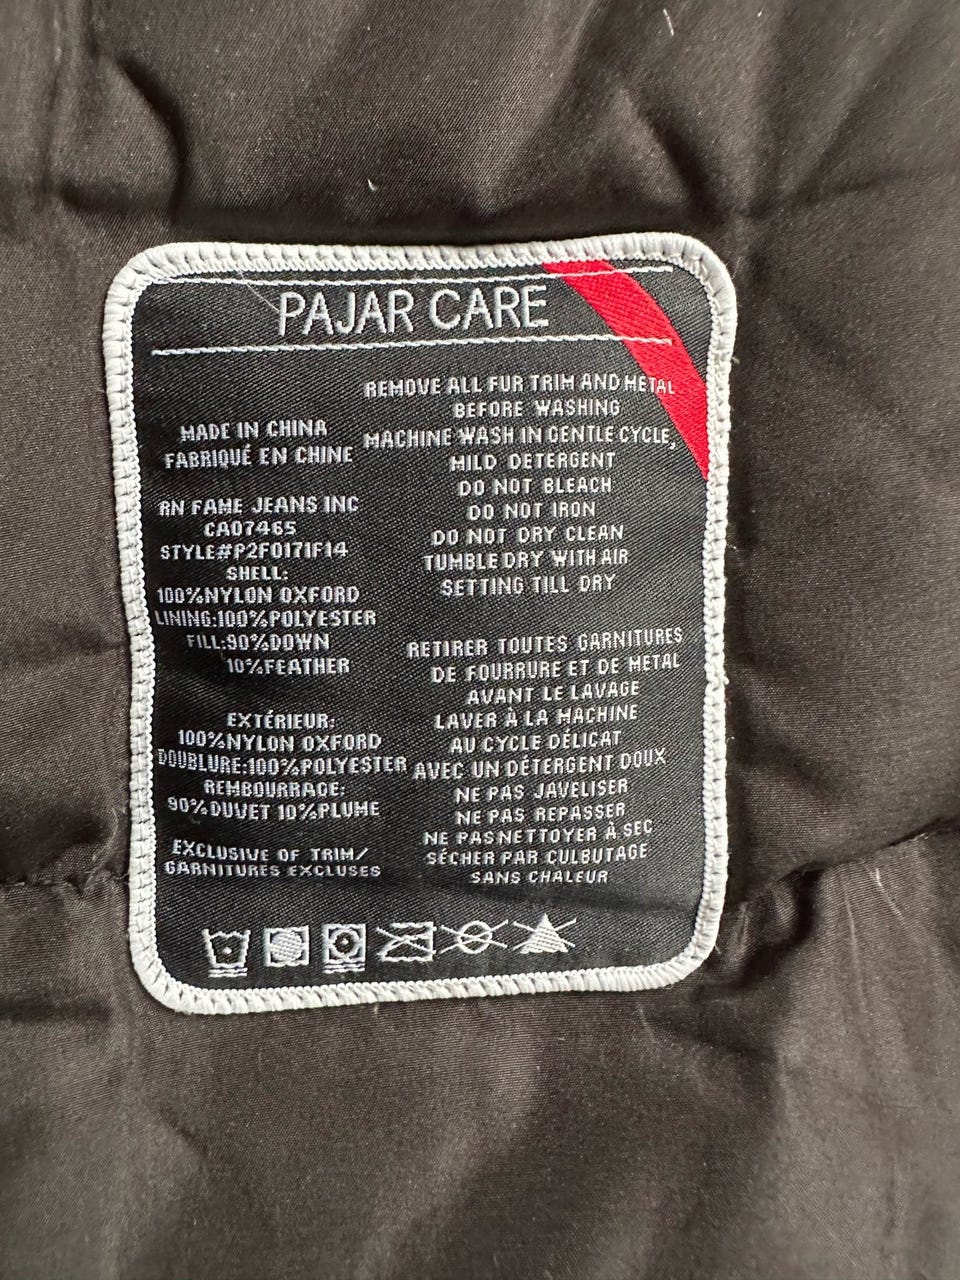 PAJAR CARE
MADE IN CHINA
FABRIQUÉ EN CHINE
RN FAME JEANS INC
CA07465
STYLE#P2F0171F14
SHELL:
100%NYLON OXFORD
LINING:100%POLYESTER
FILL:90%DOWN
10%FEATHER
EXTÉRIEUR:
100%NYLON OXFORD
DOUBLURE:100%POLYESTER
REMBOURRAGE:
90%DUVET 10%PLUME
EXCLUSIVE OF TRIM/
GARNITURES EXCLUSES
REMOVE ALL FUR TRIM AND METAL
BEFORE WASHING
MACHINE WASH IN GENTLE CYCLE,
MILD DETERGENT
DO NOT BLEACH
DO NOT IRON
DO NOT DRY CLEAN
TUMBLE DRY WITH AIR
SETTING TILL DRY
RETIRER TOUTES GARNITURES
DE FOURRURE ET DE METAL
AVANT LE LAVAGE
LAVER À LA MACHINE
AU CYCLE DÉLICAT
AVEC UN DÉTERGENT DOUX
NE PAS JAVELISER
NE PAS REPASSER
NE PAS NETTOYER À SEC
SÉCHER PAR CULBUTAGE
SANS CHALEUR